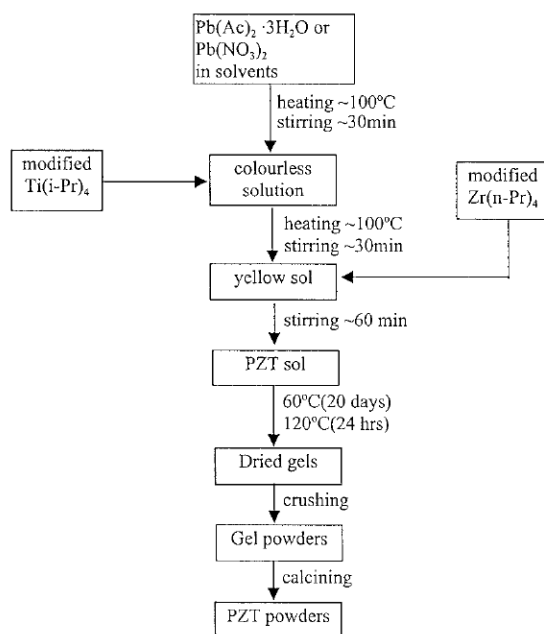 Pb(Ac)₂ ·3H₂O or
Pb(NO₃)₂
in solvents
heating ~100°C
stirring ~30min
modified
Ti(i-Pr)₄
colourless
solution
modified
Zr(n-Pr)₄
heating ~100°C
stirring ~30min
yellow sol
stirring ~60 min
PZT sol
60°C(20 days)
120°C(24 hrs)
Dried gels
crushing
Gel powders
calcining
PZT powders